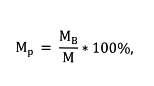 Mр = Mв / M * 100%,